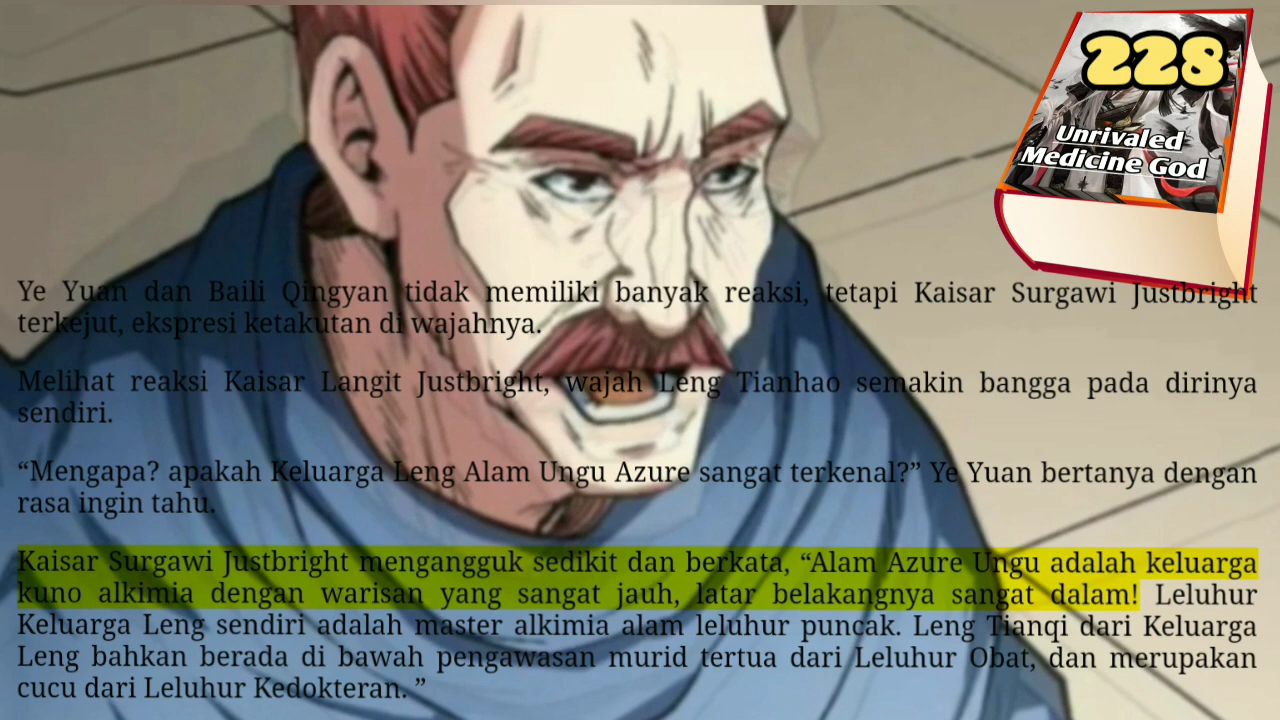 228
Unrivaled
Medicine God
Ye Yuan dan Baili Qingyan tidak memiliki banyak reaksi, tetapi Kaisar Surgawi Justbright
terkejut, ekspresi ketakutan di wajahnya.
Melihat reaksi Kaisar Langit Justbright, wajah Leng Tianhao semakin bangga pada dirinya
sendiri.
“Mengapa? apakah Keluarga Leng Alam Ungu Azure sangat terkenal?” Ye Yuan bertanya dengan
rasa ingin tahu.
Kaisar Surgawi Justbright mengangguk sedikit dan berkata, “Alam Azure Ungu adalah keluarga
kuno alkimia dengan warisan yang sangat jauh, latar belakangnya sangat dalam! Leluhur
Keluarga Leng sendiri adalah master alkimia alam leluhur puncak. Leng Tianqi dari Keluarga
Leng bahkan berada di bawah pengawasan murid tertua dari Leluhur Obat, dan merupakan
cucu dari Leluhur Kedokteran. ”